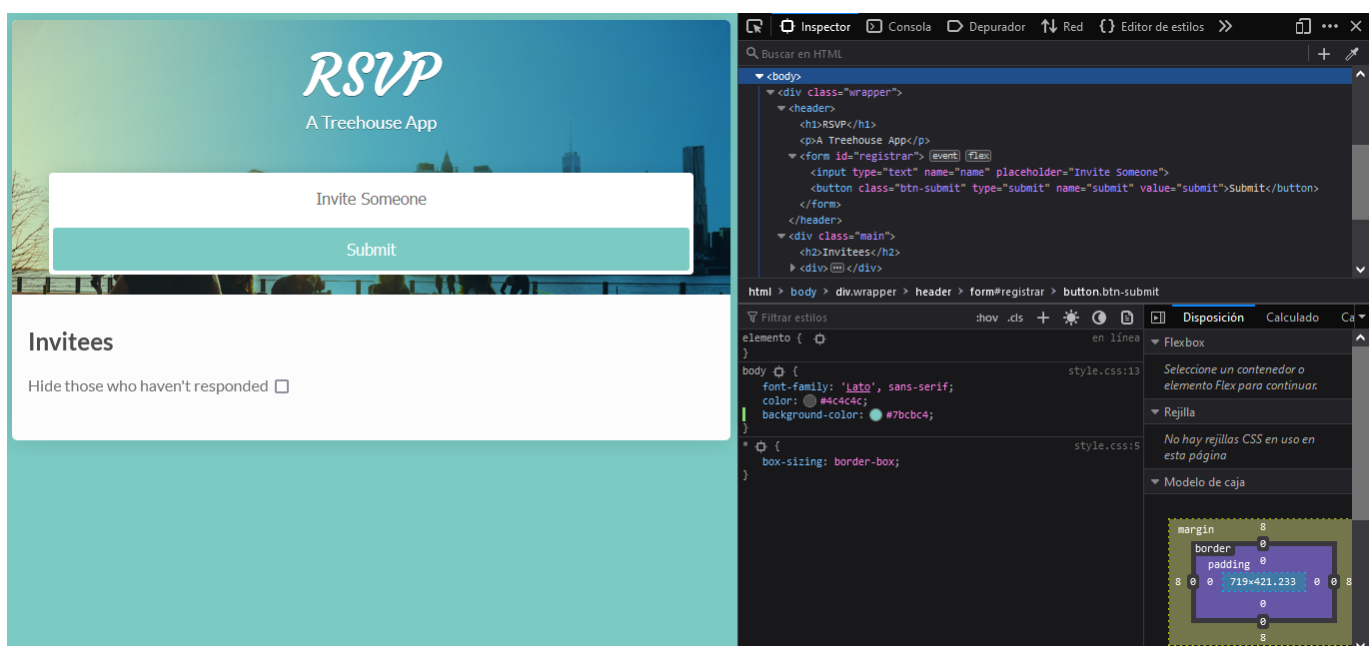 RSVP
A Treehouse App
Invite Someone
Submit
Invitees
Hide those who haven't responded
Inspector Consola Depurador Red Editor de estilos
Buscar en HTML
<body>
<div class="wrapper">
<header>
<h1>RSVP</h1>
<p>A Treehouse App</p>
<form id="registrar"> event flex
<input type="text" name="name" placeholder="Invite Someone">
<button class="btn-submit" type="submit" name="submit" value="submit">Submit</button>
</form>
</header>
<div class="main">
<h2>Invitees</h2>
<div> ··· </div>
html > body > div.wrapper > header > form#registrar > button.btn-submit
Filtrar estilos :hov .cls +
elemento { en línea
}
body { style.css:13
font-family: 'Lato', sans-serif;
color: #4c4c4c;
background-color: #7bcbc4;
}
* { style.css:5
box-sizing: border-box;
}
Disposición Calculado Ca
Flexbox
Seleccione un contenedor o
elemento Flex para continuar.
Rejilla
No hay rejillas CSS en uso en
esta página
Modelo de caja
margin 8
border 0
padding 0
8 0 0 719×421.233 0 0 8
0
0
8